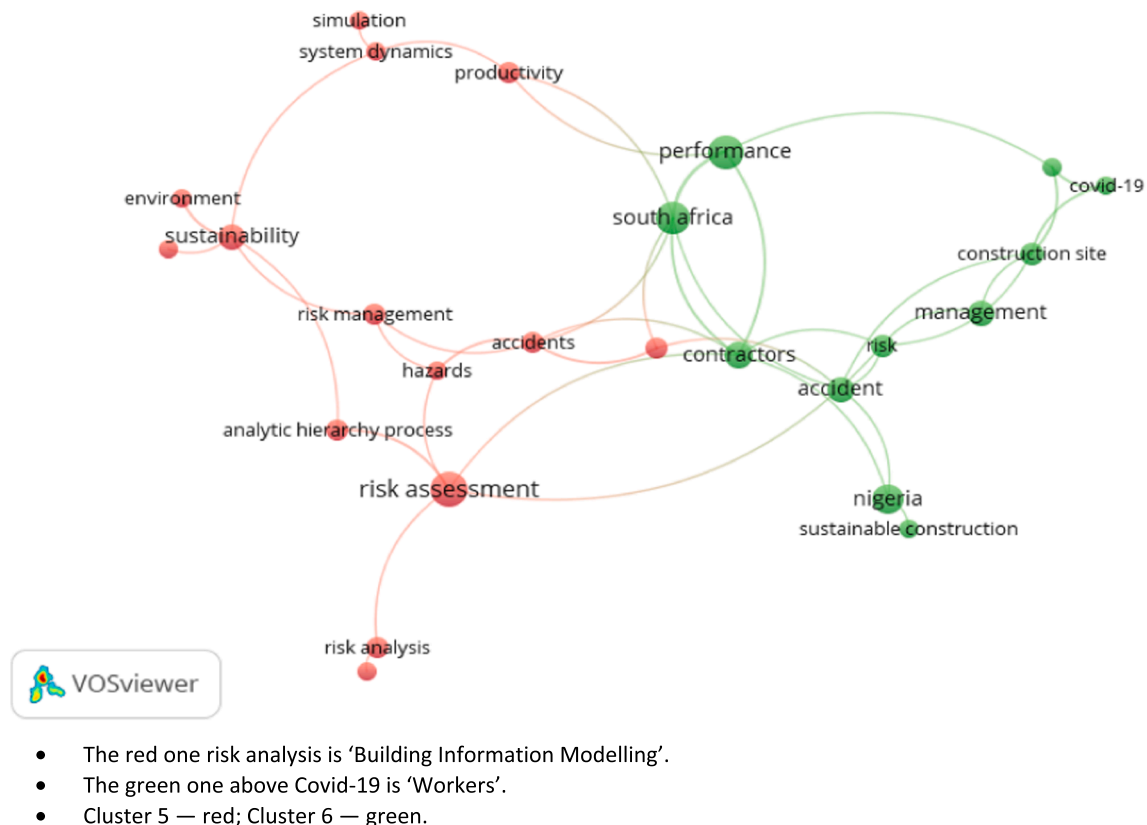 simulation
system dynamics
productivity
performance
covid-19
environment
south africa
sustainability
construction site
risk management
management
accidents
risk
contractors
hazards
accident
analytic hierarchy process
risk assessment
nigeria
sustainable construction
risk analysis
VOSviewer
• The red one risk analysis is ‘Building Information Modelling’.
• The green one above Covid-19 is ‘Workers’.
• Cluster 5 — red; Cluster 6 — green.